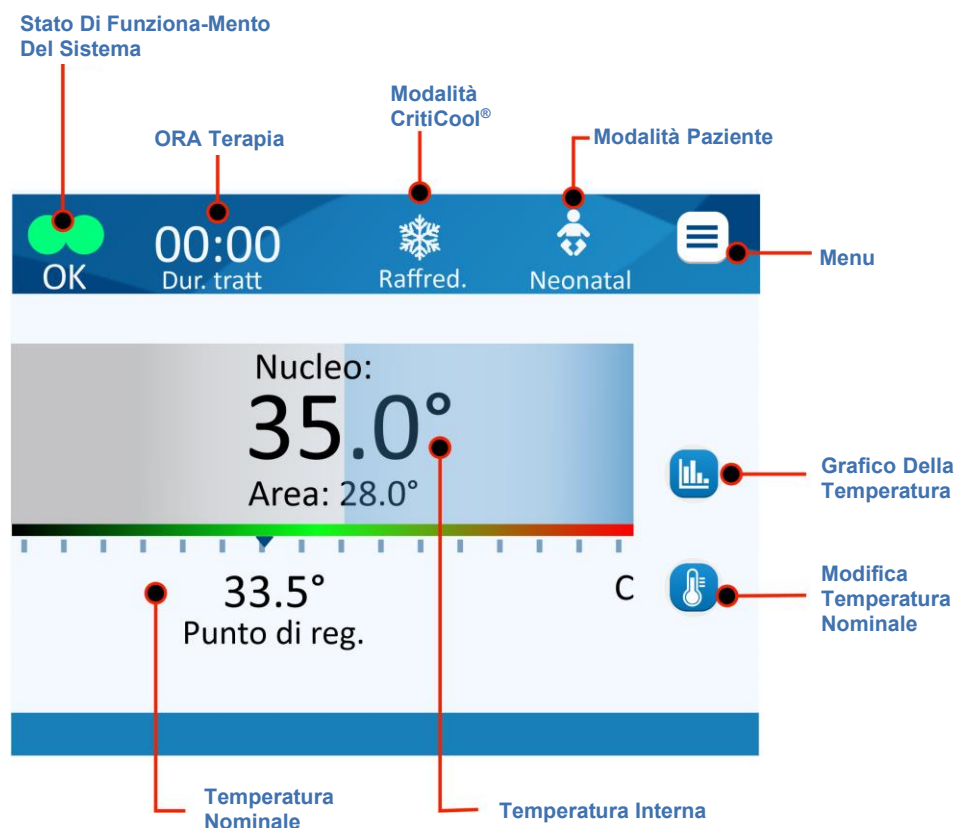 Stato Di Funziona-Mento
Del Sistema
Modalità
CritiCool®
ORA Terapia
Modalità Paziente
OK
00:00
Dur. tratt
Raffred.
Neonatal
Menu
Nucleo:
35.0°
Area: 28.0°
Grafico Della
Temperatura
33.5°
Punto di reg.
C
Modifica
Temperatura
Nominale
Temperatura
Nominale
Temperatura Interna